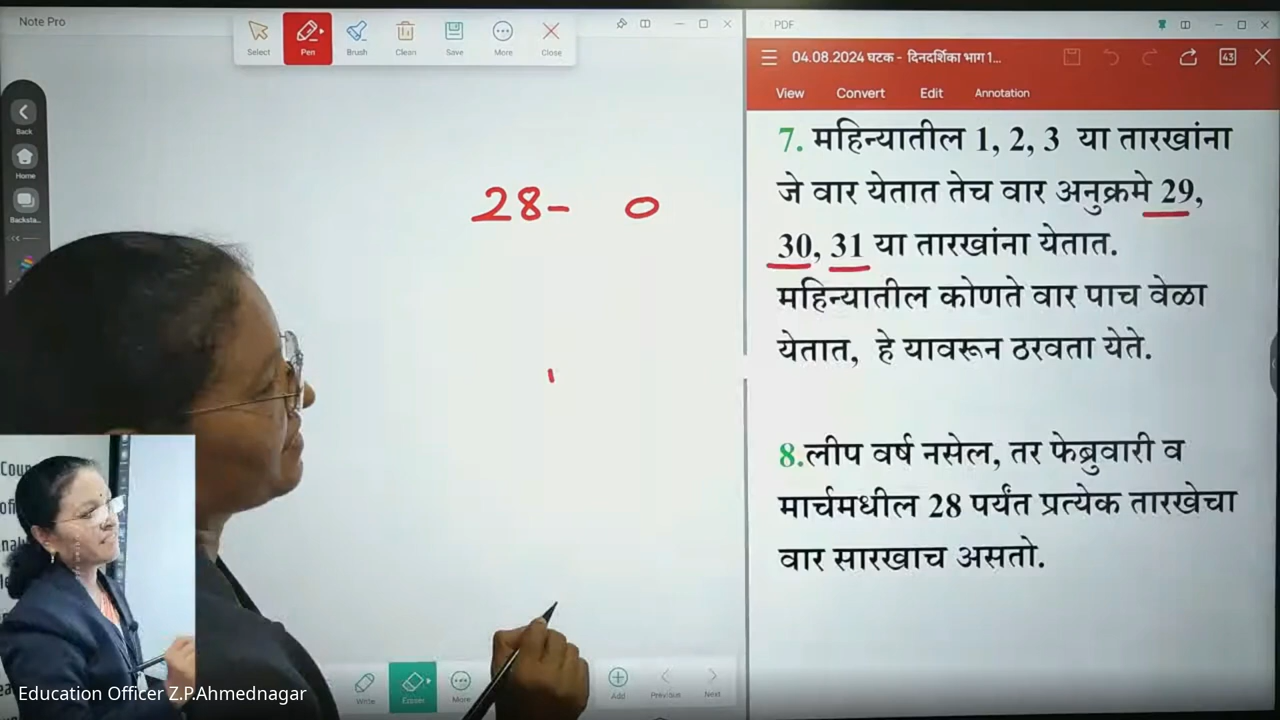 Note Pro
Select
Pen
Brush
Clean
Save
More
Close
Back
Home
28- 0
Write
Eraser
More
Add
Previous
Next
Education Officer Z.P.Ahmednagar
PDF
04.08.2024 घटक - दिनदर्शिका भाग 1...
43
View Convert Edit Annotation
7. महिन्यातील 1, 2, 3 या तारखांना
जे वार येतात तेच वार अनुक्रमे 29,
30, 31 या तारखांना येतात.
महिन्यातील कोणते वार पाच वेळा
येतात, हे यावरून ठरवता येते.
8.लीप वर्ष नसेल, तर फेब्रुवारी व
मार्चमधील 28 पर्यंत प्रत्येक तारखेचा
वार सारखाच असतो.